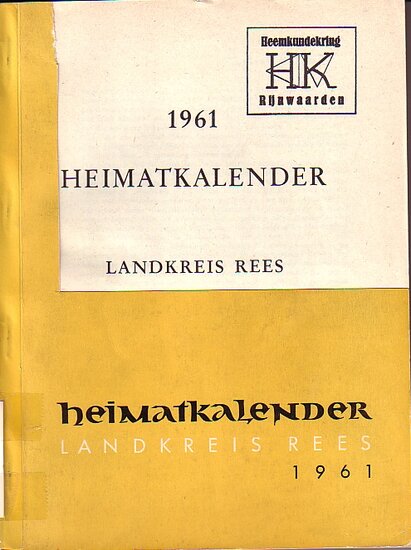 Heemkundekring
HK
Rijnwaarden
1961
HEIMATKALENDER
LANDKREIS REES
heimatkalender
LANDKREIS REES
1961